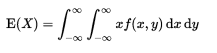 E(X) = ∫_{-∞}^{∞} ∫_{-∞}^{∞} x f(x, y) dx dy